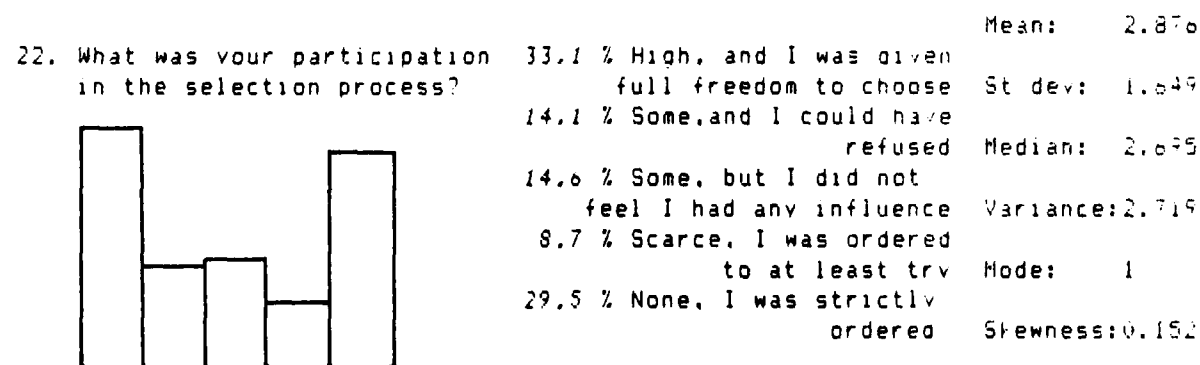 22. What was your participation
in the selection process?
33.1 % High, and I was given
full freedom to choose
14.1 % Some, and I could have
refused
14.6 % Some, but I did not
feel I had any influence
8.7 % Scarce, I was ordered
to at least try
29.5 % None, I was strictly
ordered
Mean: 2.876
St dev: 1.649
Median: 2.695
Variance: 2.719
Mode: 1
Skewness: 0.152